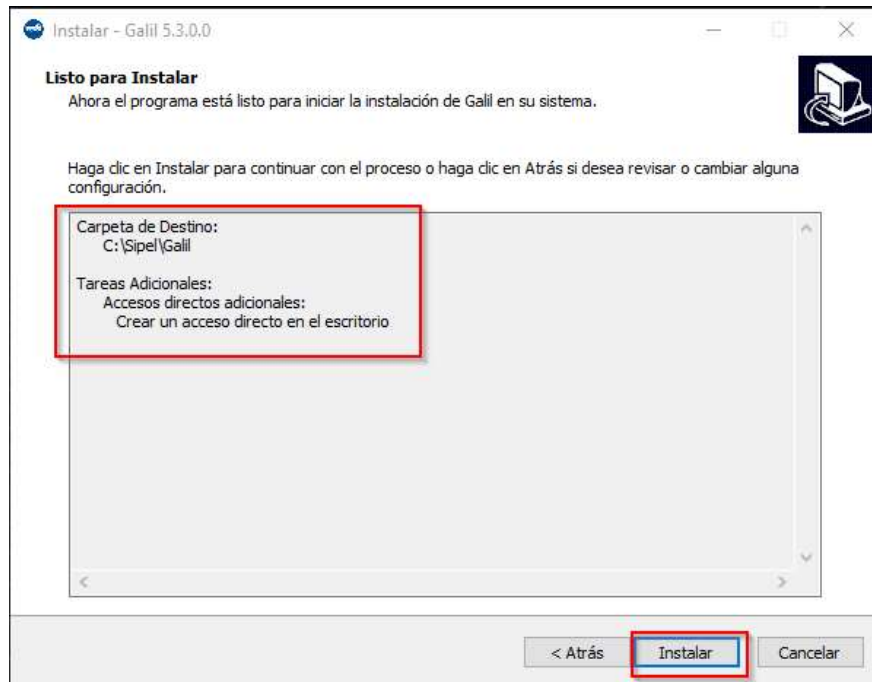 Instalar - Galil 5.3.0.0
Listo para Instalar
Ahora el programa está listo para iniciar la instalación de Galil en su sistema.
Haga clic en Instalar para continuar con el proceso o haga clic en Atrás si desea revisar o cambiar alguna
configuración.
Carpeta de Destino:
C:\Sipel\Galil
Tareas Adicionales:
Accesos directos adicionales:
Crear un acceso directo en el escritorio
< Atrás
Instalar
Cancelar